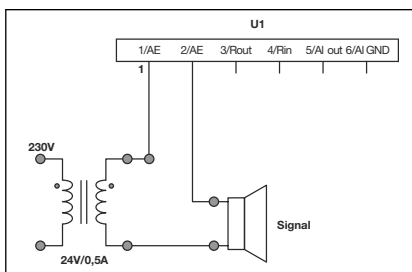 U1
1/AE 2/AE 3/Rout 4/Rin 5/AI out 6/AI GND
1
230V
Signal
24V/0,5A